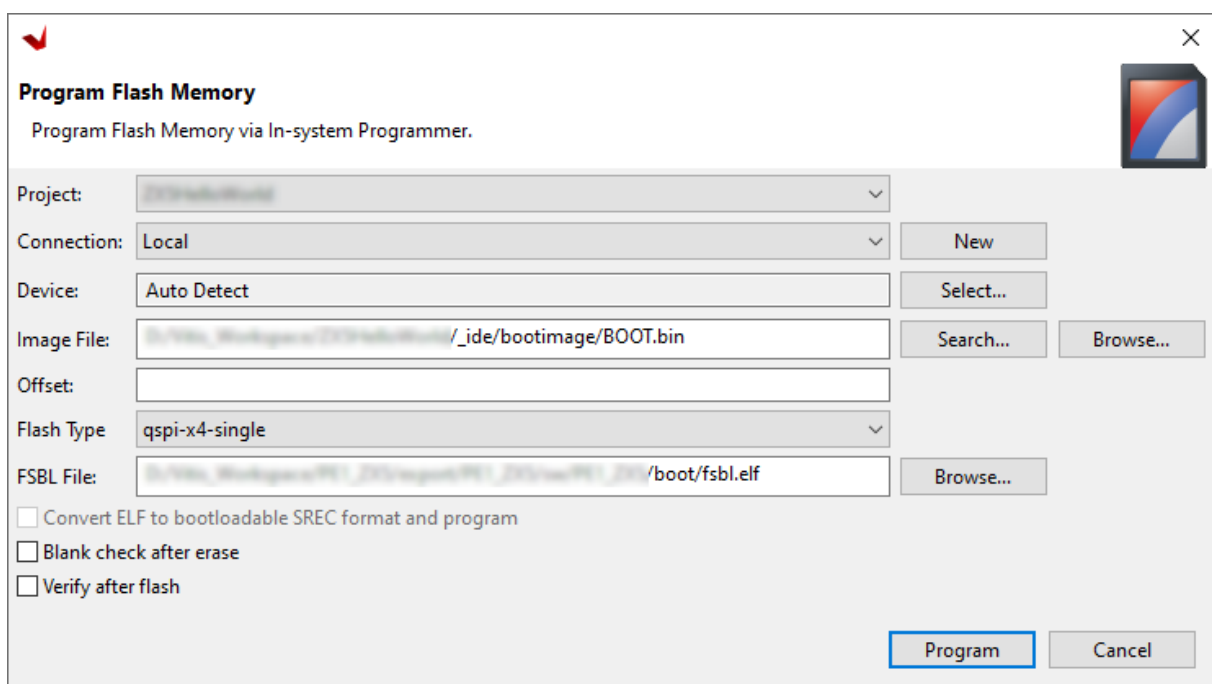 Program Flash Memory
Program Flash Memory via In-system Programmer.
Project:
Connection: Local New
Device: Auto Detect Select...
Image File: /_ide/bootimage/BOOT.bin Search... Browse...
Offset:
Flash Type qspi-x4-single
FSBL File: /boot/fsbl.elf Browse...
Convert ELF to bootloadable SREC format and program
Blank check after erase
Verify after flash
Program Cancel